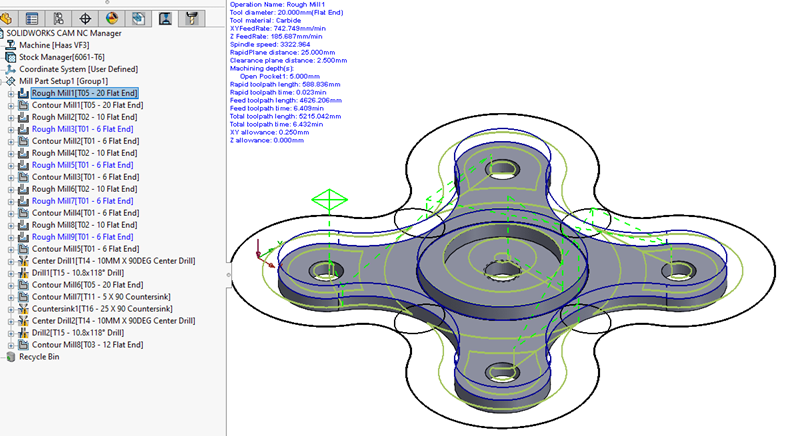 SOLIDWORKS CAM NC Manager
Machine [Haas VF3]
Stock Manager[6061-T6]
Coordinate System [User Defined]
Mill Part Setup1 [Group1]
Rough Mill1[T05 - 20 Flat End]
Contour Mill1[T05 - 20 Flat End]
Rough Mill2[T02 - 10 Flat End]
Rough Mill3[T01 - 6 Flat End]
Contour Mill2[T01 - 6 Flat End]
Rough Mill4[T02 - 10 Flat End]
Rough Mill5[T01 - 6 Flat End]
Contour Mill3[T01 - 6 Flat End]
Rough Mill6[T02 - 10 Flat End]
Rough Mill7[T01 - 6 Flat End]
Contour Mill4[T01 - 6 Flat End]
Rough Mill8[T02 - 10 Flat End]
Rough Mill9[T01 - 6 Flat End]
Contour Mill5[T01 - 6 Flat End]
Center Drill1[T14 - 10MM X 90DEG Center Drill]
Drill1[T15 - 10.8x118° Drill]
Contour Mill6[T05 - 20 Flat End]
Contour Mill7[T11 - 5 X 90 Countersink]
Countersink1[T16 - 25 X 90 Countersink]
Center Drill2[T14 - 10MM X 90DEG Center Drill]
Drill2[T15 - 10.8x118° Drill]
Contour Mill8[T03 - 12 Flat End]
Recycle Bin
Operation Name: Rough Mill1
Tool diameter: 20.000mm(Flat End)
Tool material: Carbide
XYFeedRate: 742.749mm/min
Z FeedRate: 185.687mm/min
Spindle speed: 3322.964
RapidPlane distance: 25.000mm
Clearance plane distance: 2.500mm
Machining depth(s):
Open Pocket1: 5.000mm
Rapid toolpath length: 588.836mm
Rapid toolpath time: 0.023min
Feed toolpath length: 4626.206mm
Feed toolpath time: 6.409min
Total toolpath length: 5215.042mm
Total toolpath time: 6.432min
XY allowance: 0.250mm
Z allowance: 0.000mm